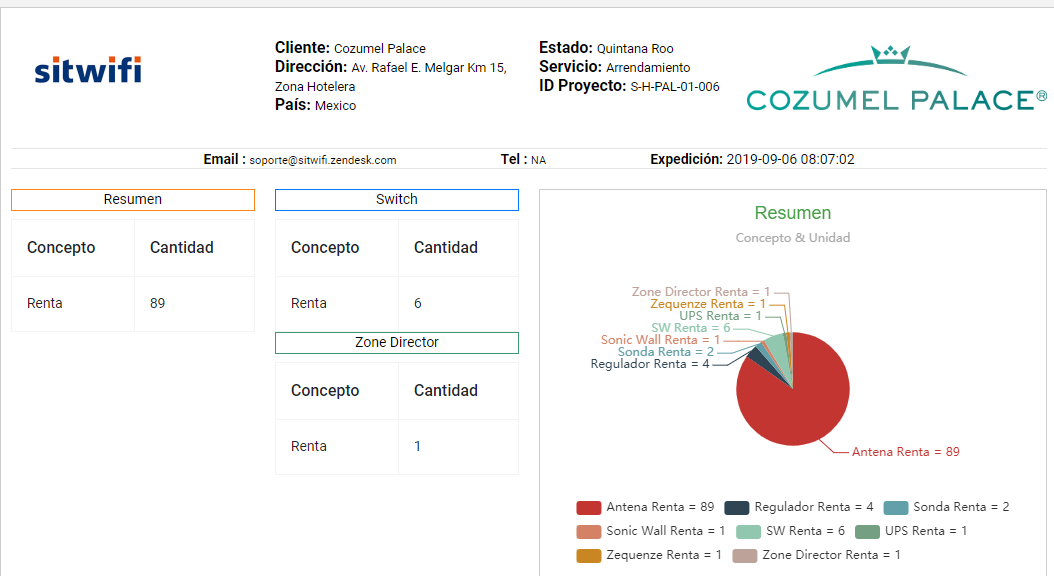 sitwifi
Cliente: Cozumel Palace
Dirección: Av. Rafael E. Melgar Km 15,
Zona Hotelera
País: Mexico
Estado: Quintana Roo
Servicio: Arrendamiento
ID Proyecto: S-H-PAL-01-006
COZUMEL PALACE®
Email : soporte@sitwifi.zendesk.com
Tel : NA
Expedición: 2019-09-06 08:07:02
Resumen
Concepto Cantidad
Renta 89
Switch
Concepto Cantidad
Renta 6
Zone Director
Concepto Cantidad
Renta 1
Resumen
Concepto & Unidad
Zone Director Renta = 1
Zequenze Renta = 1
UPS Renta = 1
SW Renta = 6
Sonic Wall Renta = 1
Sonda Renta = 2
Regulador Renta = 4
Antena Renta = 89
Antena Renta = 89 Regulador Renta = 4 Sonda Renta = 2
Sonic Wall Renta = 1 SW Renta = 6 UPS Renta = 1
Zequenze Renta = 1 Zone Director Renta = 1